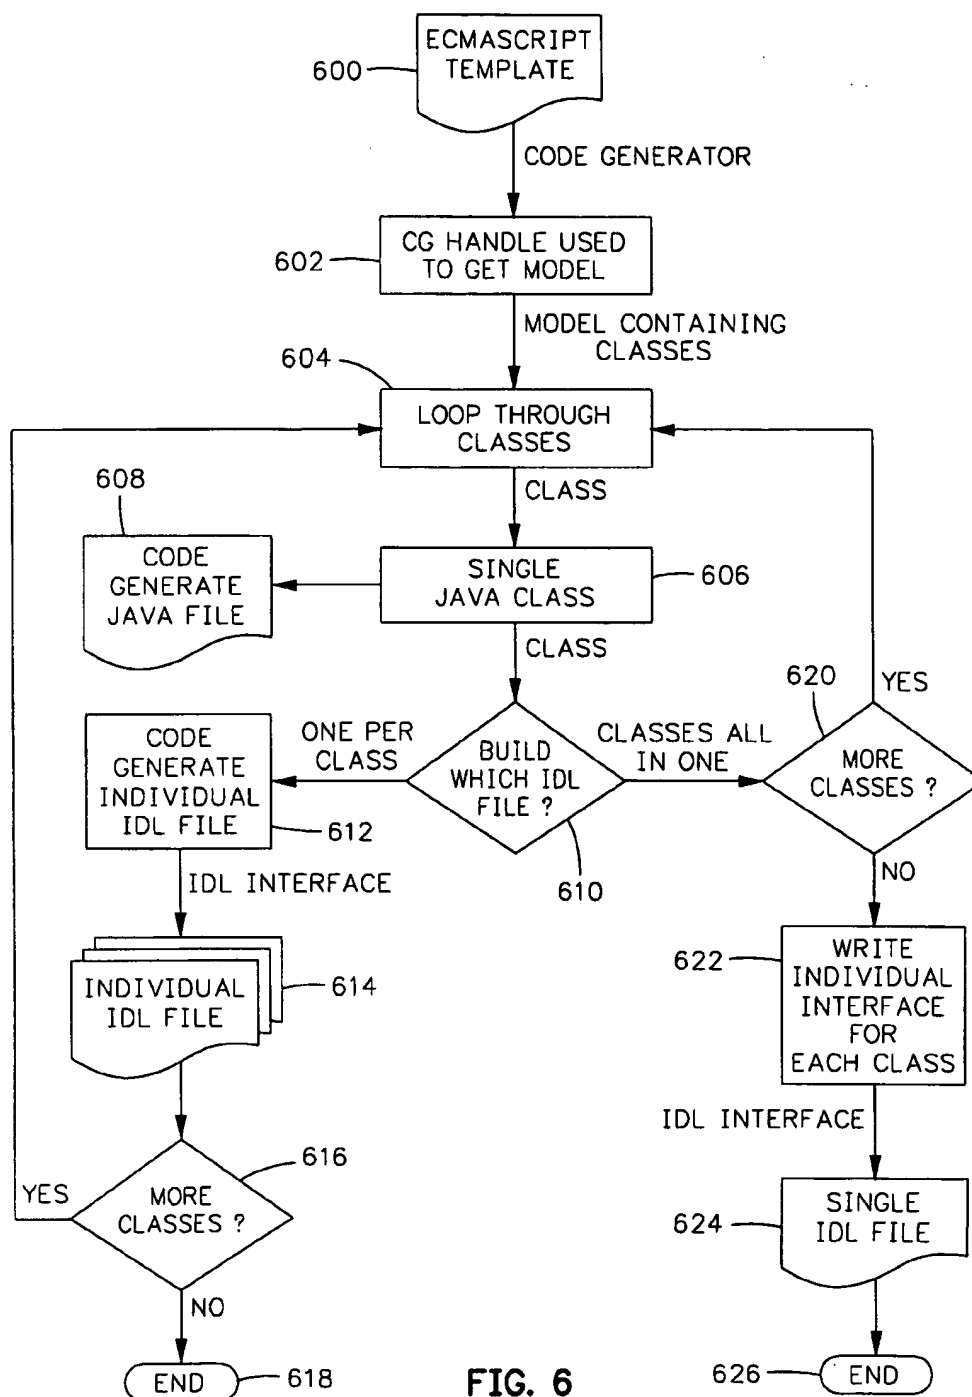 ECMASCRIPT
TEMPLATE
600
CODE GENERATOR
CG HANDLE USED
TO GET MODEL
602
MODEL CONTAINING
CLASSES
604
LOOP THROUGH
CLASSES
CLASS
608
CODE
GENERATE
JAVA FILE
SINGLE
JAVA CLASS
606
CLASS
620
YES
ONE PER
CLASS
CLASSES ALL
IN ONE
CODE
GENERATE
INDIVIDUAL
IDL FILE
612
BUILD
WHICH IDL
FILE ?
610
MORE
CLASSES ?
NO
IDL INTERFACE
INDIVIDUAL
IDL FILE
614
622
WRITE
INDIVIDUAL
INTERFACE
FOR
EACH CLASS
IDL INTERFACE
616
YES
MORE
CLASSES ?
NO
624
SINGLE
IDL FILE
END
618
FIG. 6
626
END